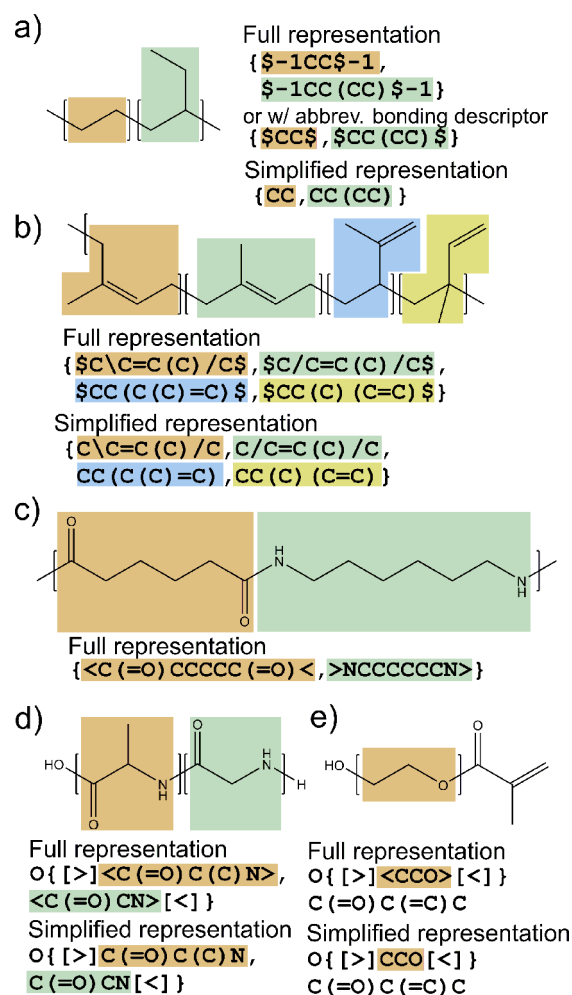 a)
Full representation
{$-1CC$-1,
$-1CC(CC)$-1}
or w/ abbrev. bonding descriptor
{$CC$,$CC(CC)$}
Simplified representation
{CC,CC(CC) }
b)
Full representation
{$C\C=C(C)/C$,$C/C=C(C)/C$,
$CC(C(C)=C)$,$CC(C)(C=C)$}
Simplified representation
{C\C=C(C)/C,C/C=C(C)/C,
CC(C(C)=C),CC(C)(C=C)}
c)
O
H
N
O
N
H
Full representation
{<C(=O)CCCCC(=O)<,>NCCCCCCN>}
d)
HO
O
N
H
O
H
N
H
Full representation
O{[>]<C(=O)C(C)N>,
<C(=O)CN>[<]}
Simplified representation
O{[>]C(=O)C(C)N,
C(=O)CN[<]}
e)
HO
O
O
Full representation
O{[>]<CCO>[<]}
C(=O)C(=C)C
Simplified representation
O{[>]CCO[<]}
C(=O)C(=C)C